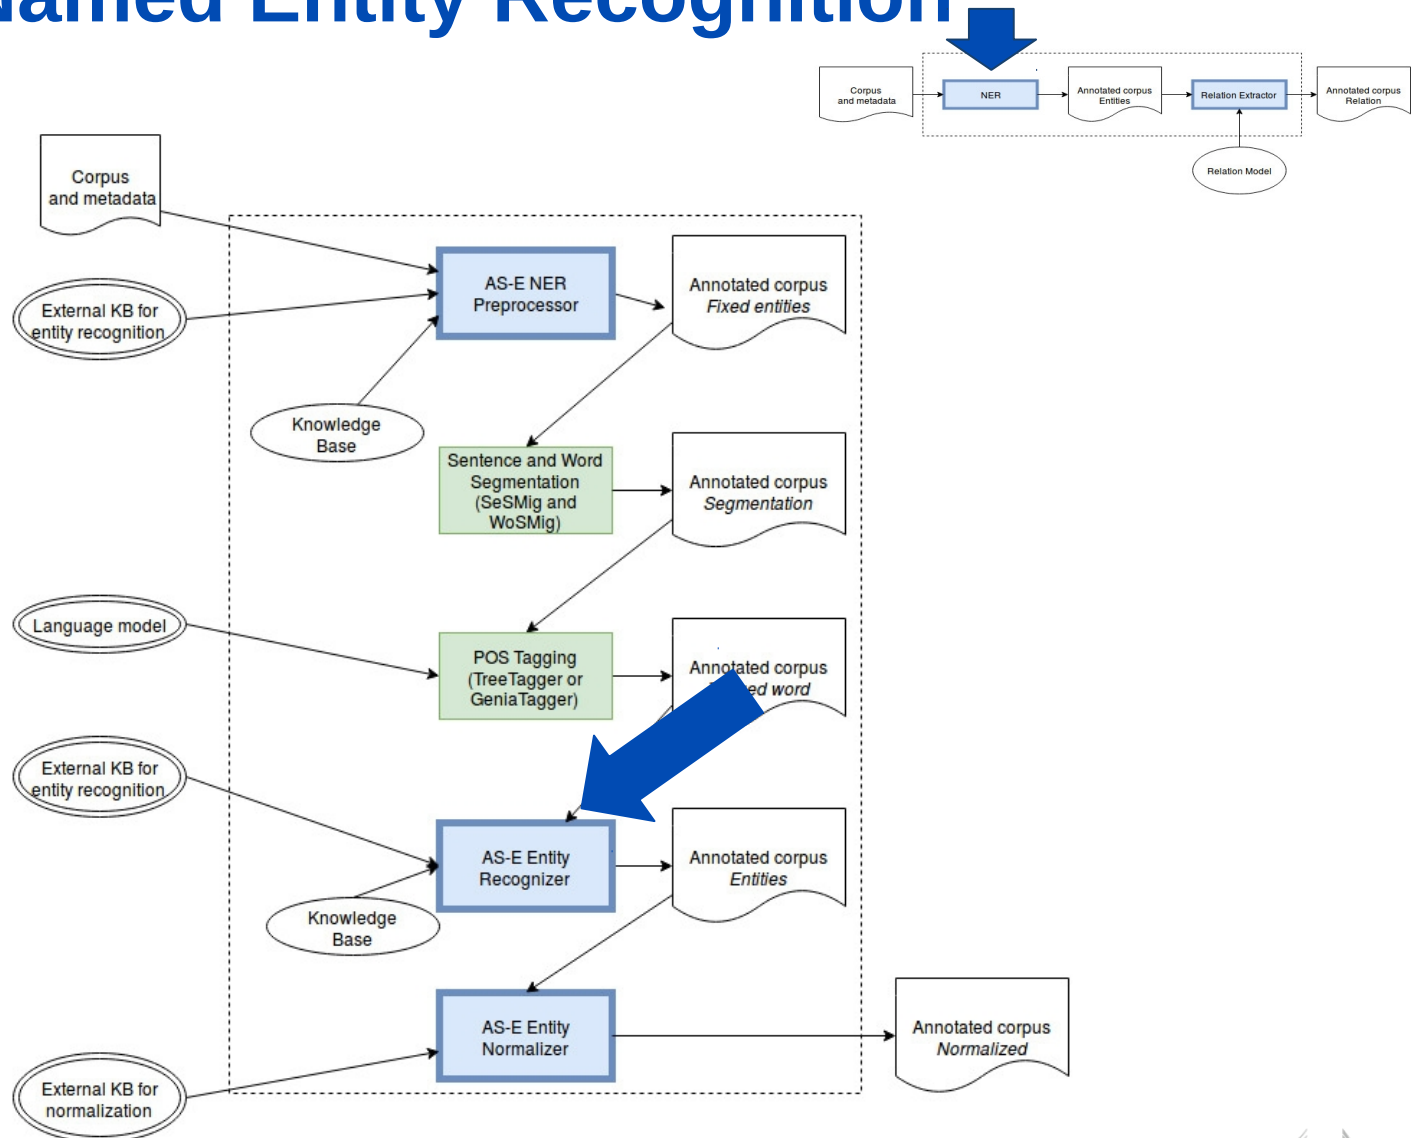 Named Entity Recognition
Corpus
and metadata
NER
Annotated corpus
Entities
Relation Extractor
Annotated corpus
Relation
Relation Model
Corpus
and metadata
AS-E NER
Preprocessor
Annotated corpus
Fixed entities
External KB for
entity recognition
Knowledge
Base
Sentence and Word
Segmentation
(SeSMig and
WoSMig)
Annotated corpus
Segmentation
Language model
POS Tagging
(TreeTagger or
GeniaTagger)
Annotated corpus
word
External KB for
entity recognition
AS-E Entity
Recognizer
Annotated corpus
Entities
Knowledge
Base
AS-E Entity
Normalizer
Annotated corpus
Normalized
External KB for
normalization